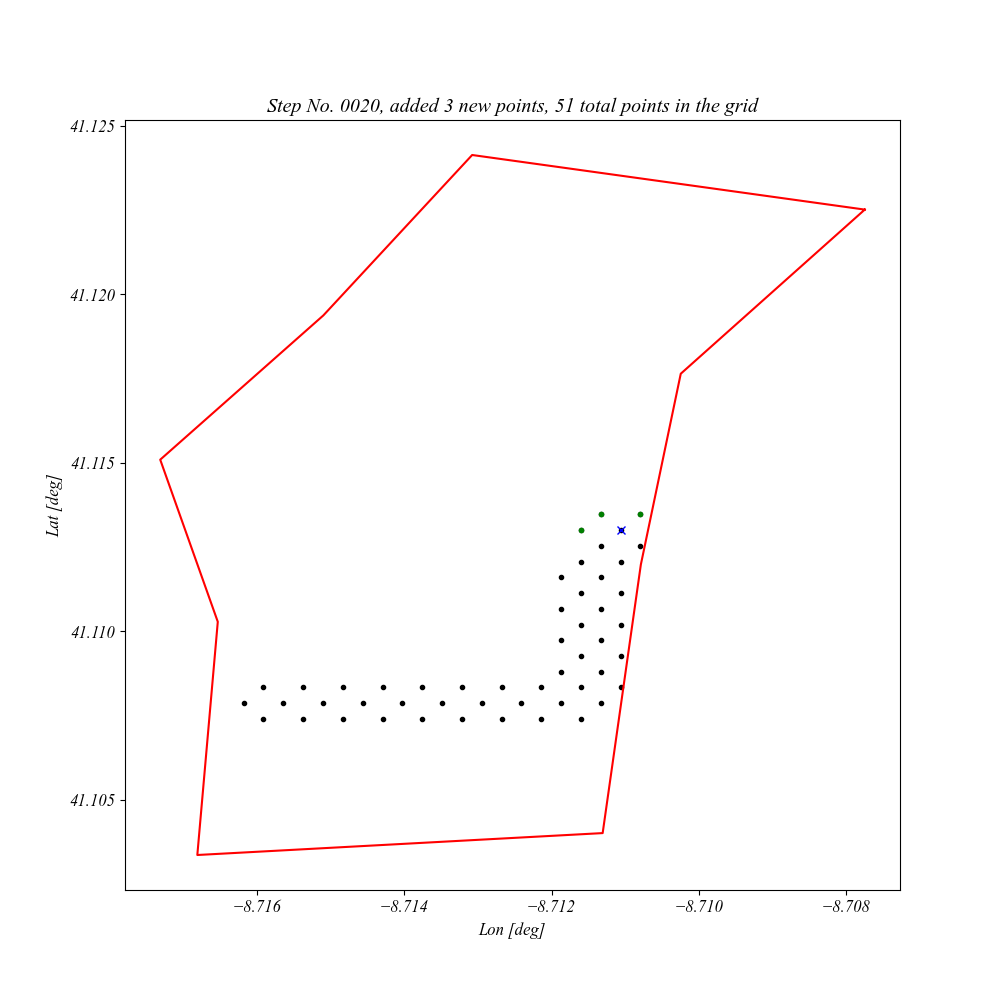 Step No. 0020, added 3 new points, 51 total points in the grid
41.125
41.120
41.115
41.110
41.105
Lat [deg]
−8.716 −8.714 −8.712 −8.710 −8.708
Lon [deg]